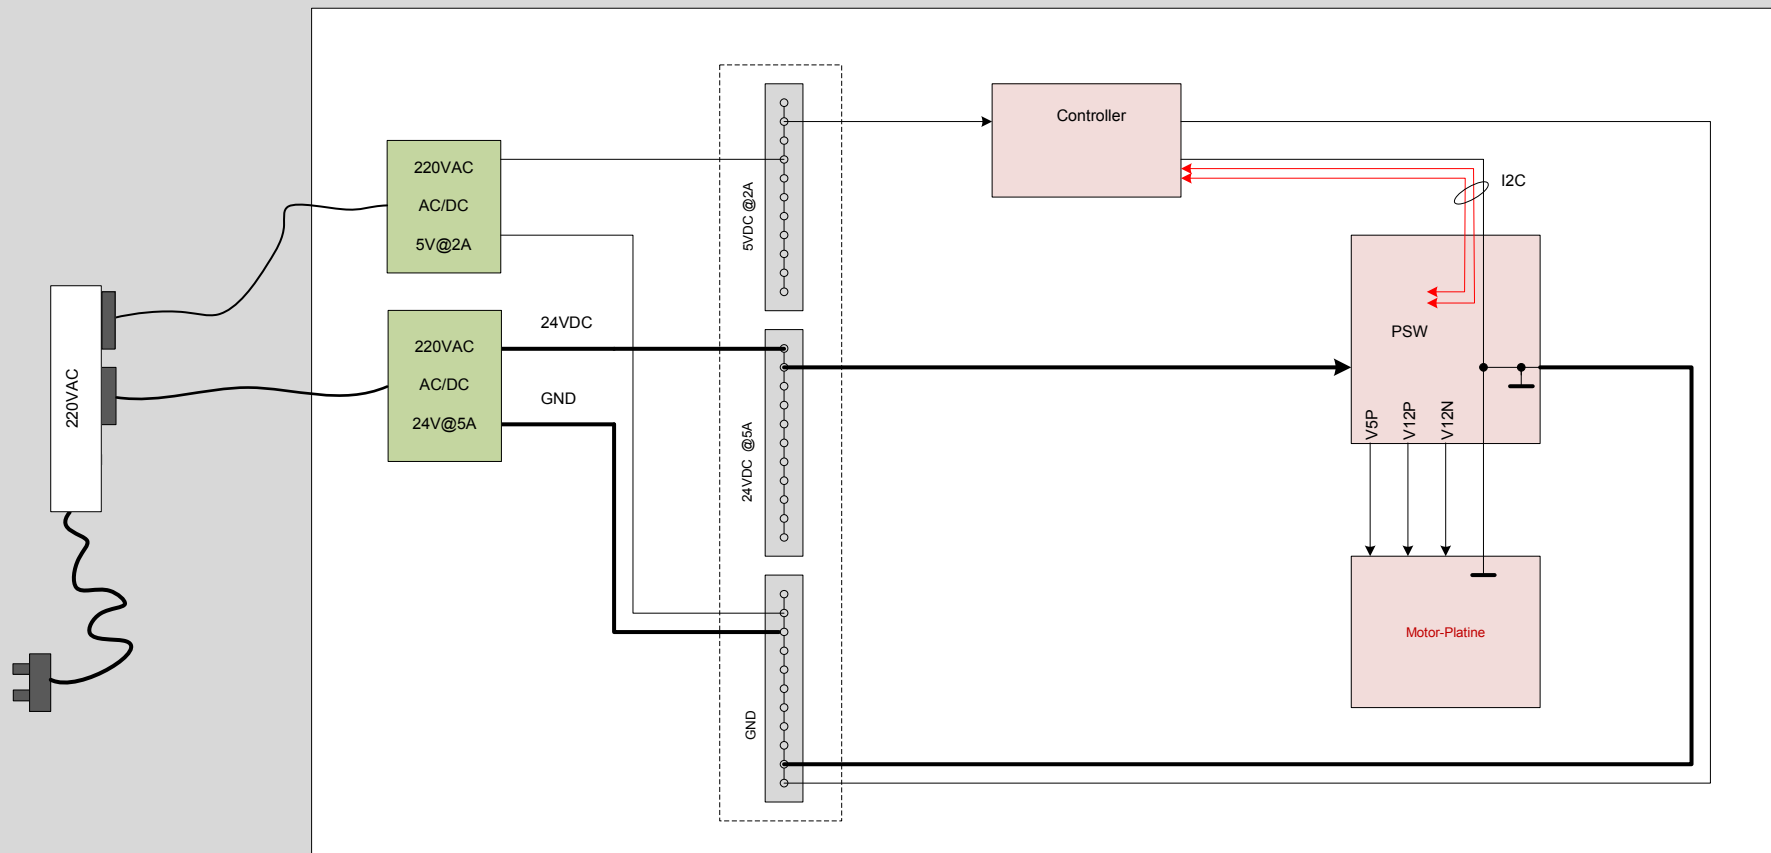 220VAC
220VAC
AC/DC
5V@2A
220VAC
AC/DC
24V@5A
24VDC
GND
5VDC @2A
24VDC @5A
GND
Controller
I2C
PSW
V5P
V12P
V12N
Motor-Platine